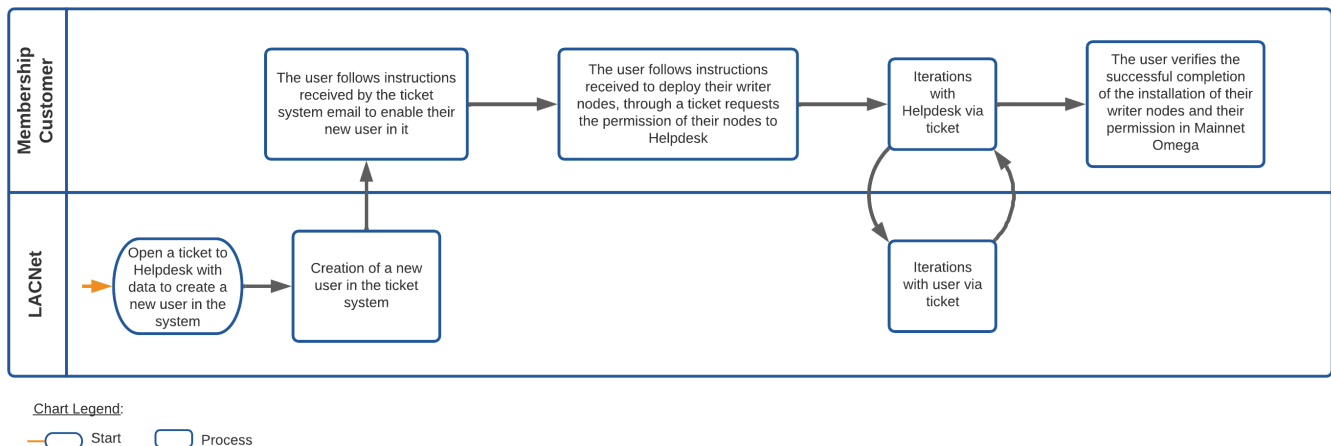 Membership
Customer
The user follows instructions
received by the ticket
system email to enable their
new user in it
The user follows instructions
received to deploy their writer
nodes, through a ticket requests
the permission of their nodes to
Helpdesk
Iterations
with
Helpdesk via
ticket
The user verifies the
successful completion
of the installation of their
writer nodes and their
permission in Mainnet
Omega
LACNet
Open a ticket to
Helpdesk with
data to create a
new user in the
system
Creation of a new
user in the ticket
system
Iterations
with user via
ticket
Chart Legend:
Start
Process